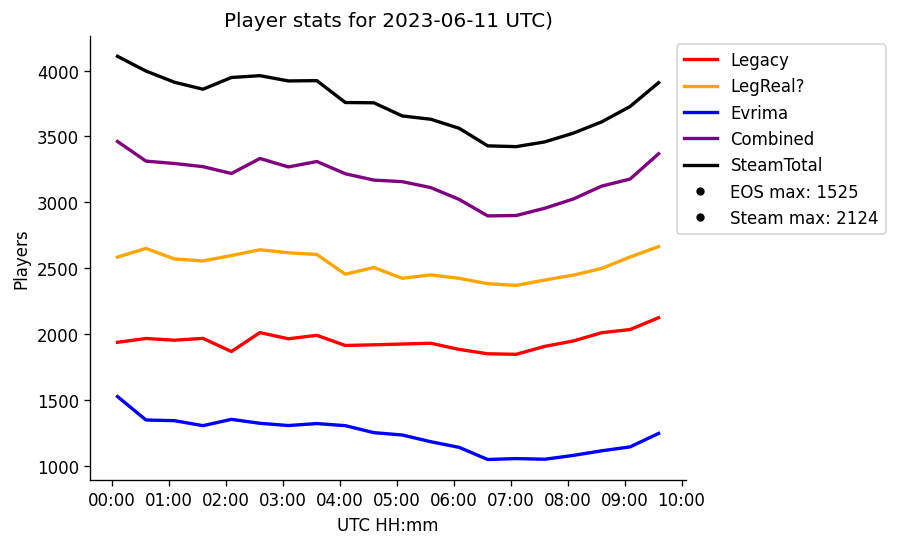 Player stats for 2023-06-11 UTC)
Legacy
LegReal?
Evrima
Combined
SteamTotal
EOS max: 1525
Steam max: 2124
4000
3500
3000
2500
2000
1500
1000
Players
00:00 01:00 02:00 03:00 04:00 05:00 06:00 07:00 08:00 09:00 10:00
UTC HH:mm